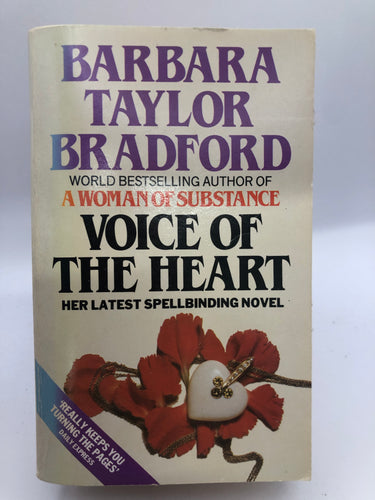 BARBARA
TAYLOR
BRADFORD
WORLD BESTSELLING AUTHOR OF
A WOMAN OF SUBSTANCE
VOICE OF
THE HEART
HER LATEST SPELLBINDING NOVEL
'REALLY KEEPS YOU
TURNING THE PAGES'
DAILY EXPRESS